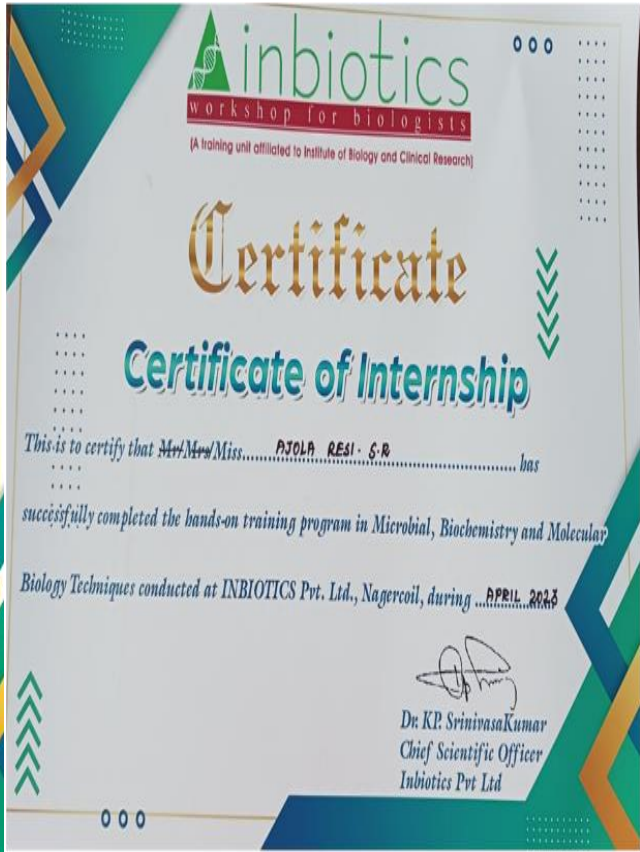 inbiotics
workshop for biologists
(A training unit affiliated to Institute of Biology and Clinical Research)
Certificate
Certificate of Internship
This is to certify that Mr/Mrs/Miss...... AJOLA RESI. S.R ...................................... has
successfully completed the hands-on training program in Microbial, Biochemistry and Molecular
Biology Techniques conducted at INBIOTICS Pvt. Ltd., Nagercoil, during ...APRIL 2023
Dr. KP. SrinivasaKumar
Chief Scientific Officer
Inbiotics Pvt Ltd